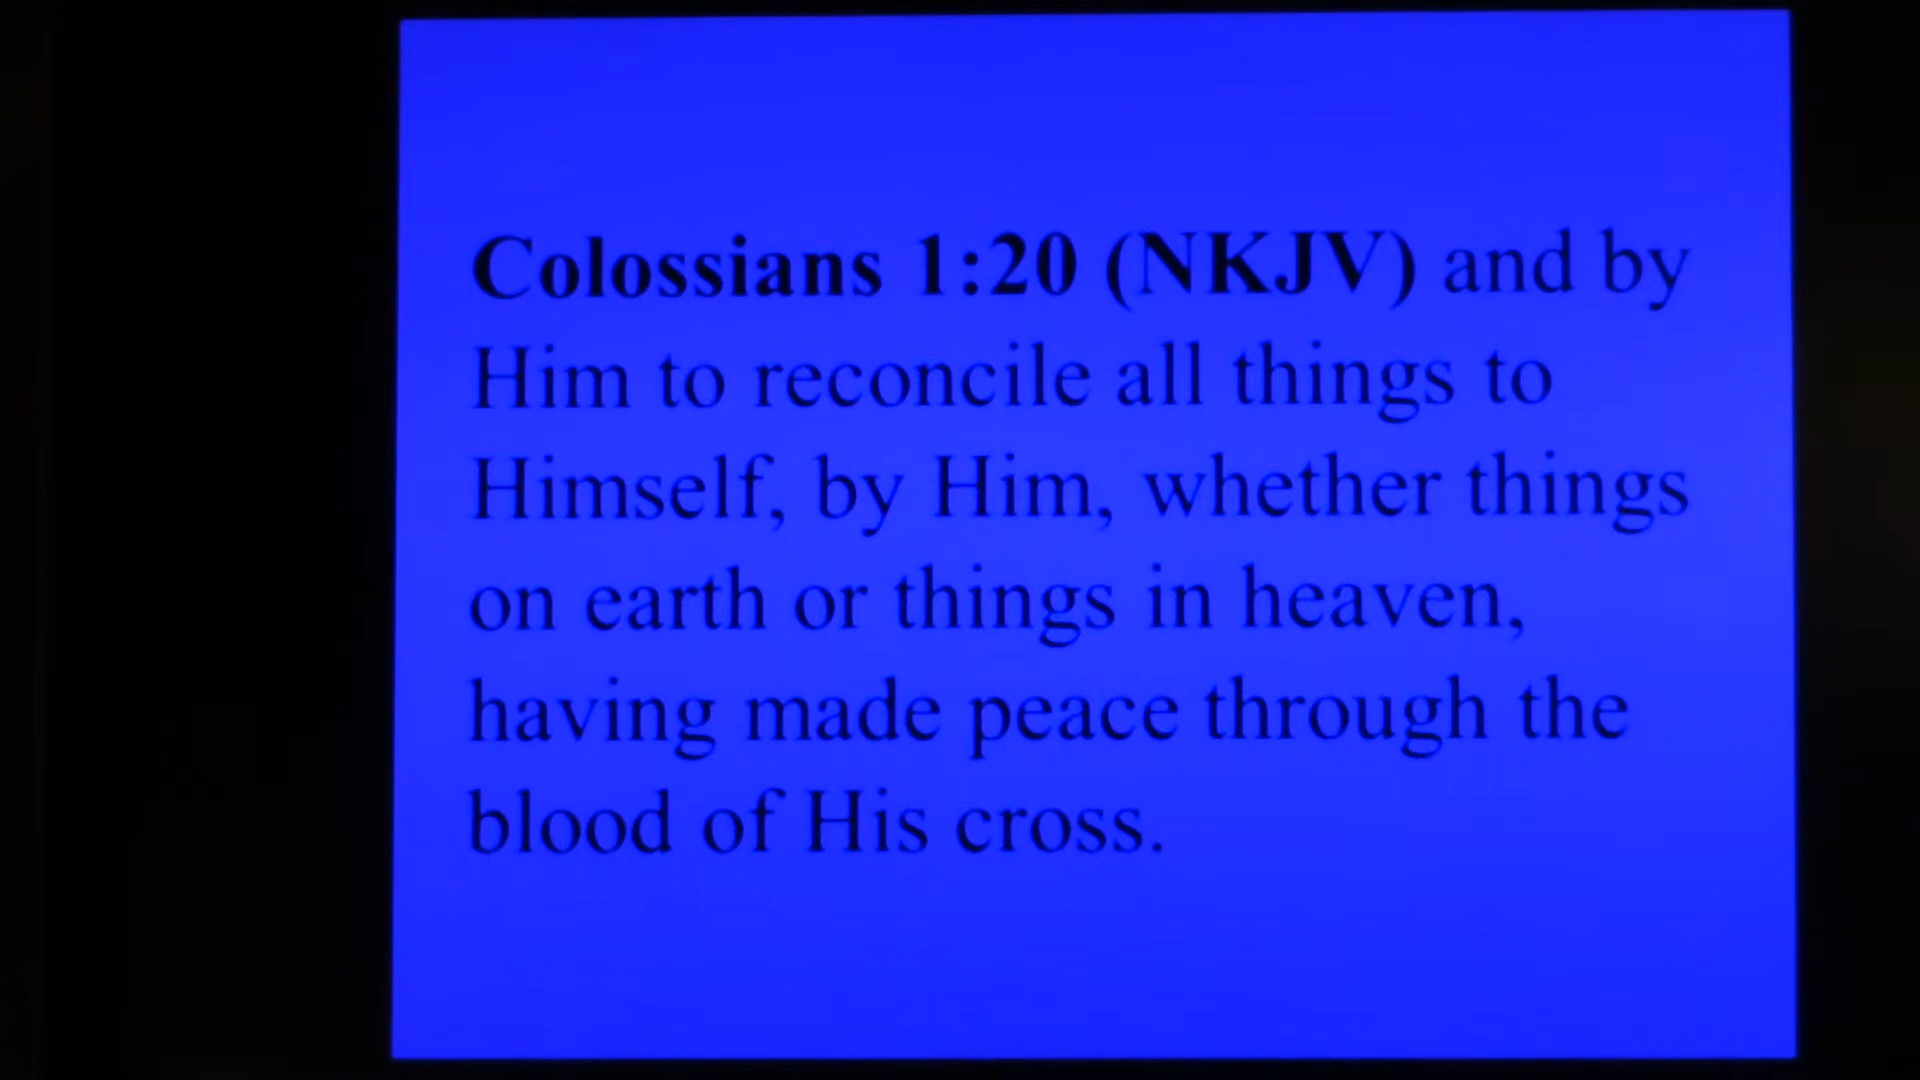 Colossians 1:20 (NKJV) and by
Him to reconcile all things to
Himself, by Him, whether things
on earth or things in heaven,
having made peace through the
blood of His cross.